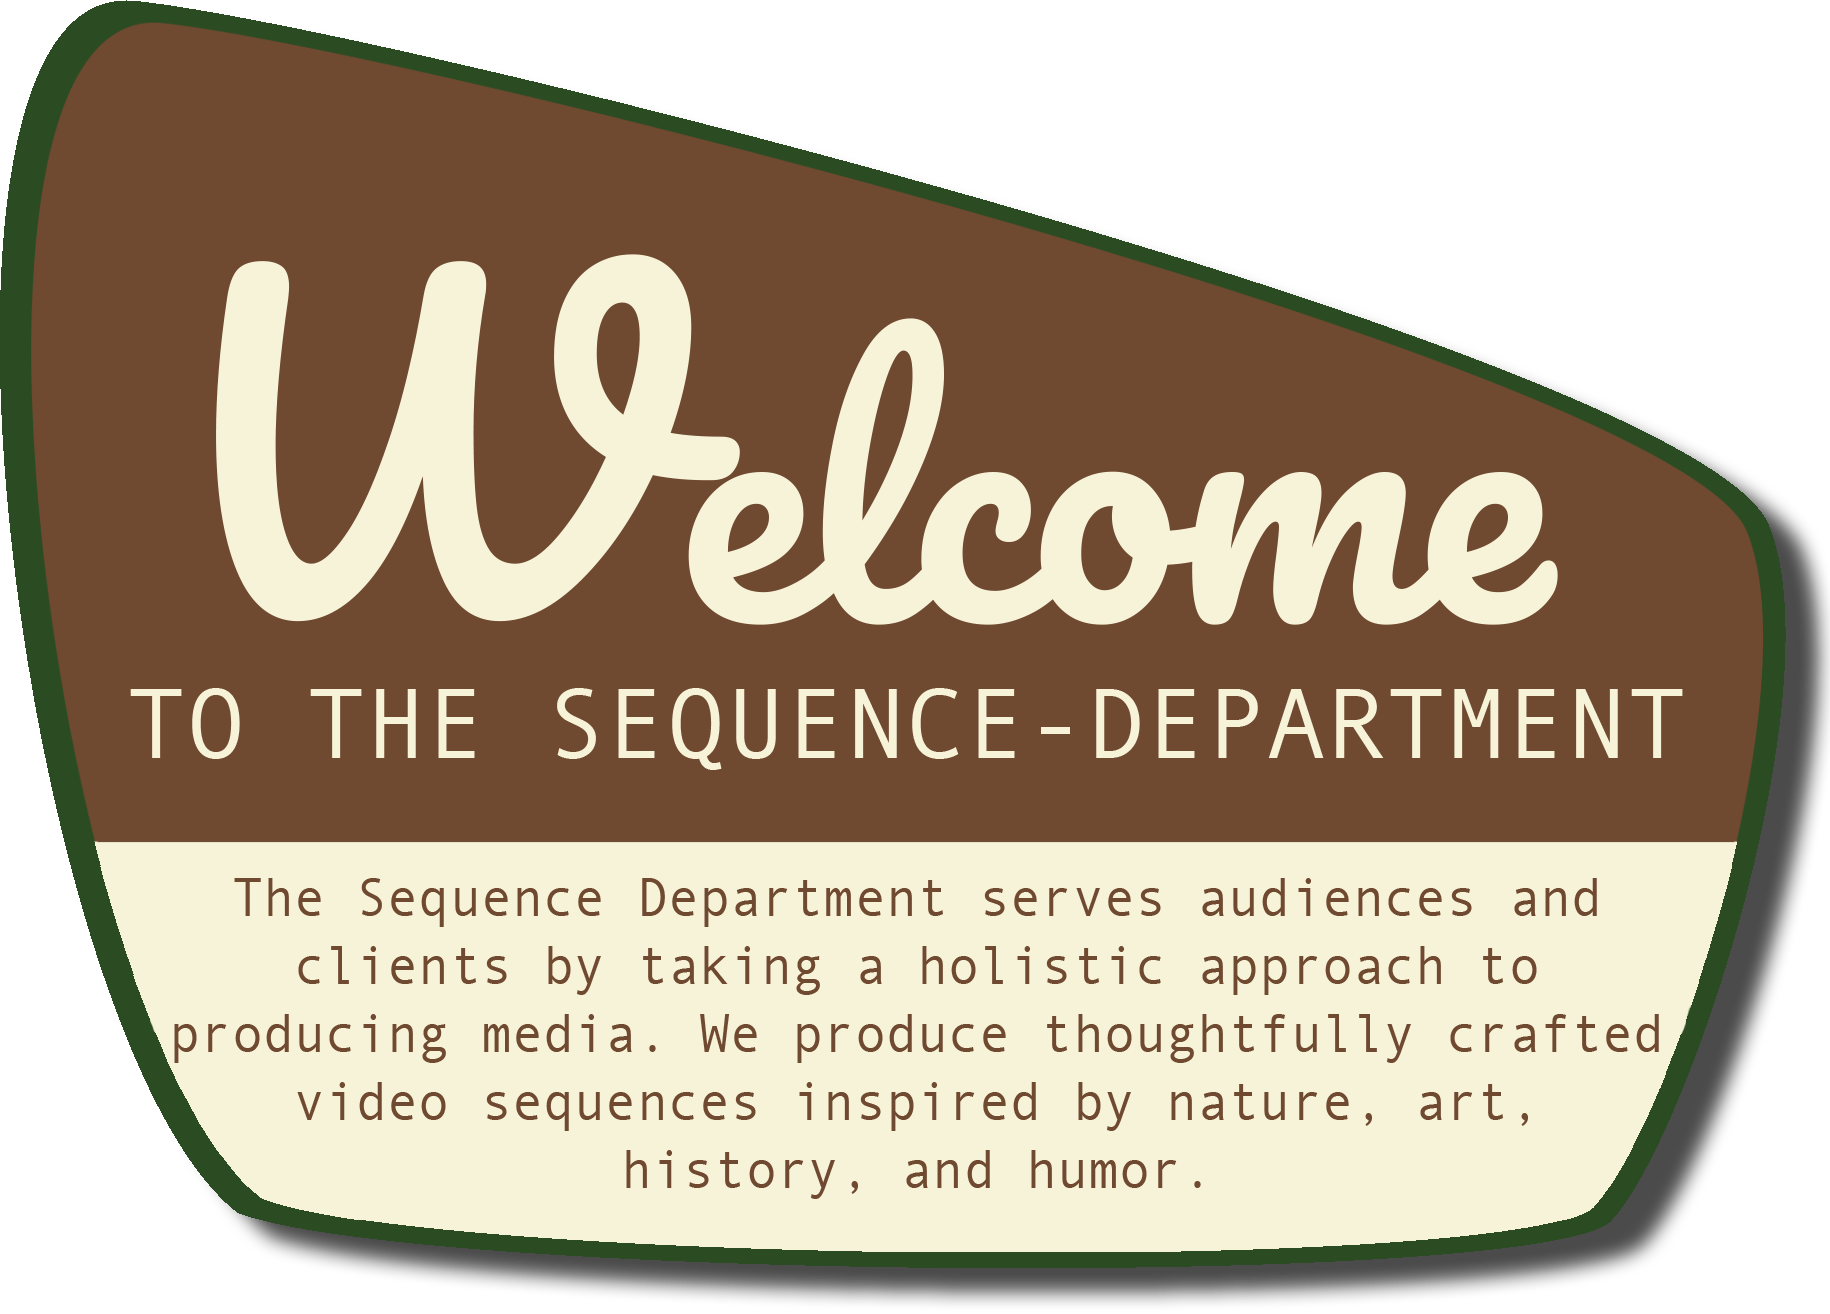 Welcome
TO THE SEQUENCE-DEPARTMENT
The Sequence Department serves audiences and
clients by taking a holistic approach to
producing media. We produce thoughtfully crafted
video sequences inspired by nature, art,
history, and humor.